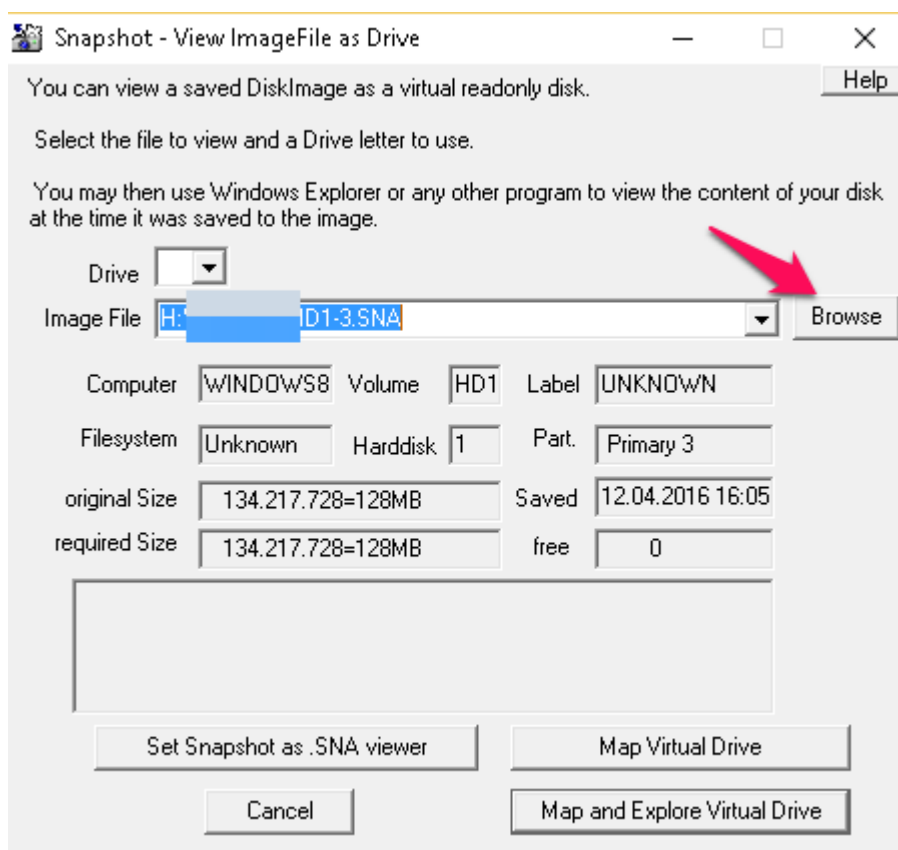 Snapshot - View ImageFile as Drive
Help
You can view a saved DiskImage as a virtual readonly disk.
Select the file to view and a Drive letter to use.
You may then use Windows Explorer or any other program to view the content of your disk
at the time it was saved to the image.
Drive
Image File H: D1-3.SNA Browse
Computer WINDOWS8 Volume HD1 Label UNKNOWN
Filesystem Unknown Harddisk 1 Part. Primary 3
original Size 134.217.728=128MB Saved 12.04.2016 16:05
required Size 134.217.728=128MB free 0
Set Snapshot as .SNA viewer Map Virtual Drive
Cancel Map and Explore Virtual Drive